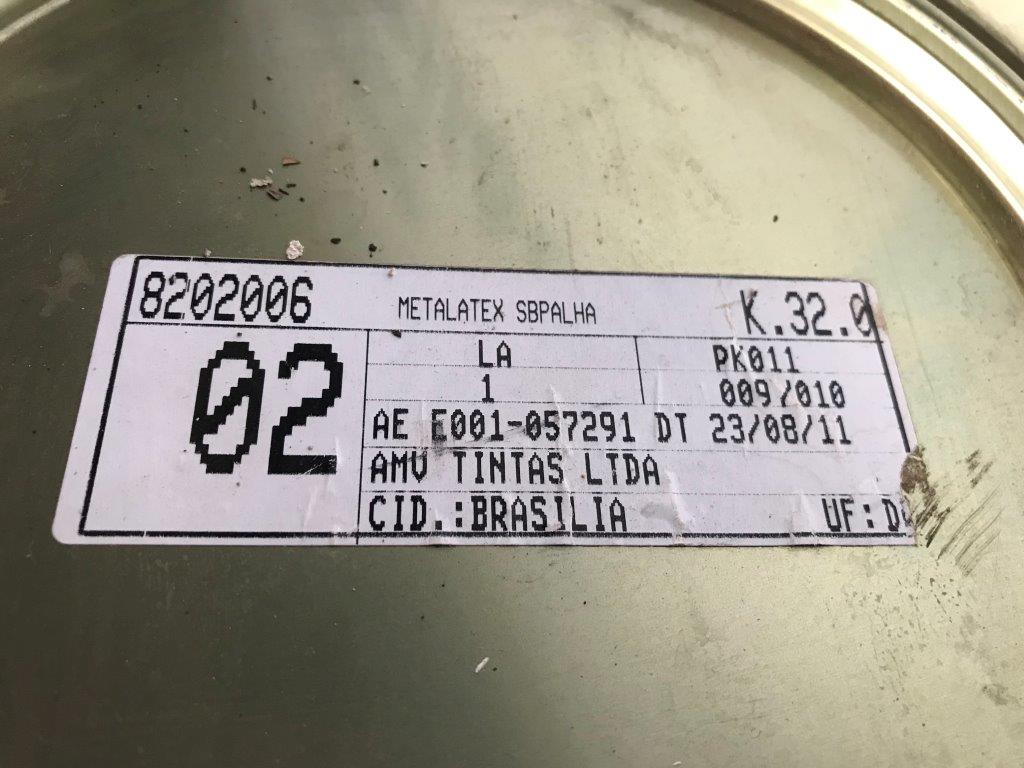 8202006 METALATEX SBPALHA K.32.0
02
LA PK011
1 009/010
AE E001-057291 DT 23/08/11
AMV TINTAS LTDA
CID.:BRASILIA UF: